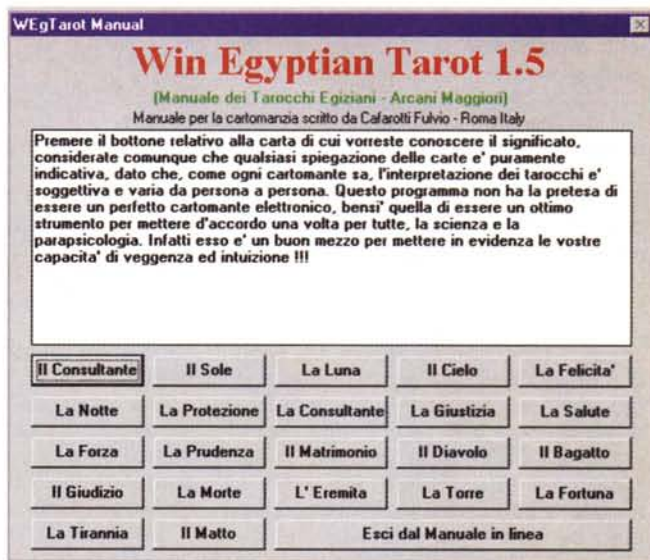 WEgTarot Manual
Win Egyptian Tarot 1.5
(Manuale dei Tarocchi Egiziani - Arcani Maggiori)
Manuale per la cartomanzia scritto da Cafarotti Fulvio - Roma Italy
Premere il bottone relativo alla carta di cui vorreste conoscere il significato,
considerate comunque che qualsiasi spiegazione delle carte e' puramente
indicativa, dato che, come ogni cartomante sa, l'interpretazione dei tarocchi e'
soggettiva e varia da persona a persona. Questo programma non ha la pretesa di
essere un perfetto cartomante elettronico, bensi' quella di essere un ottimo
strumento per mettere d'accordo una volta per tutte, la scienza e la
parapsicologia. Infatti esso e' un buon mezzo per mettere in evidenza le vostre
capacita' di veggenza ed intuizione !!!
Il Consultante Il Sole La Luna Il Cielo La Felicita'
La Notte La Protezione La Consultante La Giustizia La Salute
La Forza La Prudenza Il Matrimonio Il Diavolo Il Bagatto
Il Giudizio La Morte L' Eremita La Torre La Fortuna
La Tirannia Il Matto Esci dal Manuale in linea